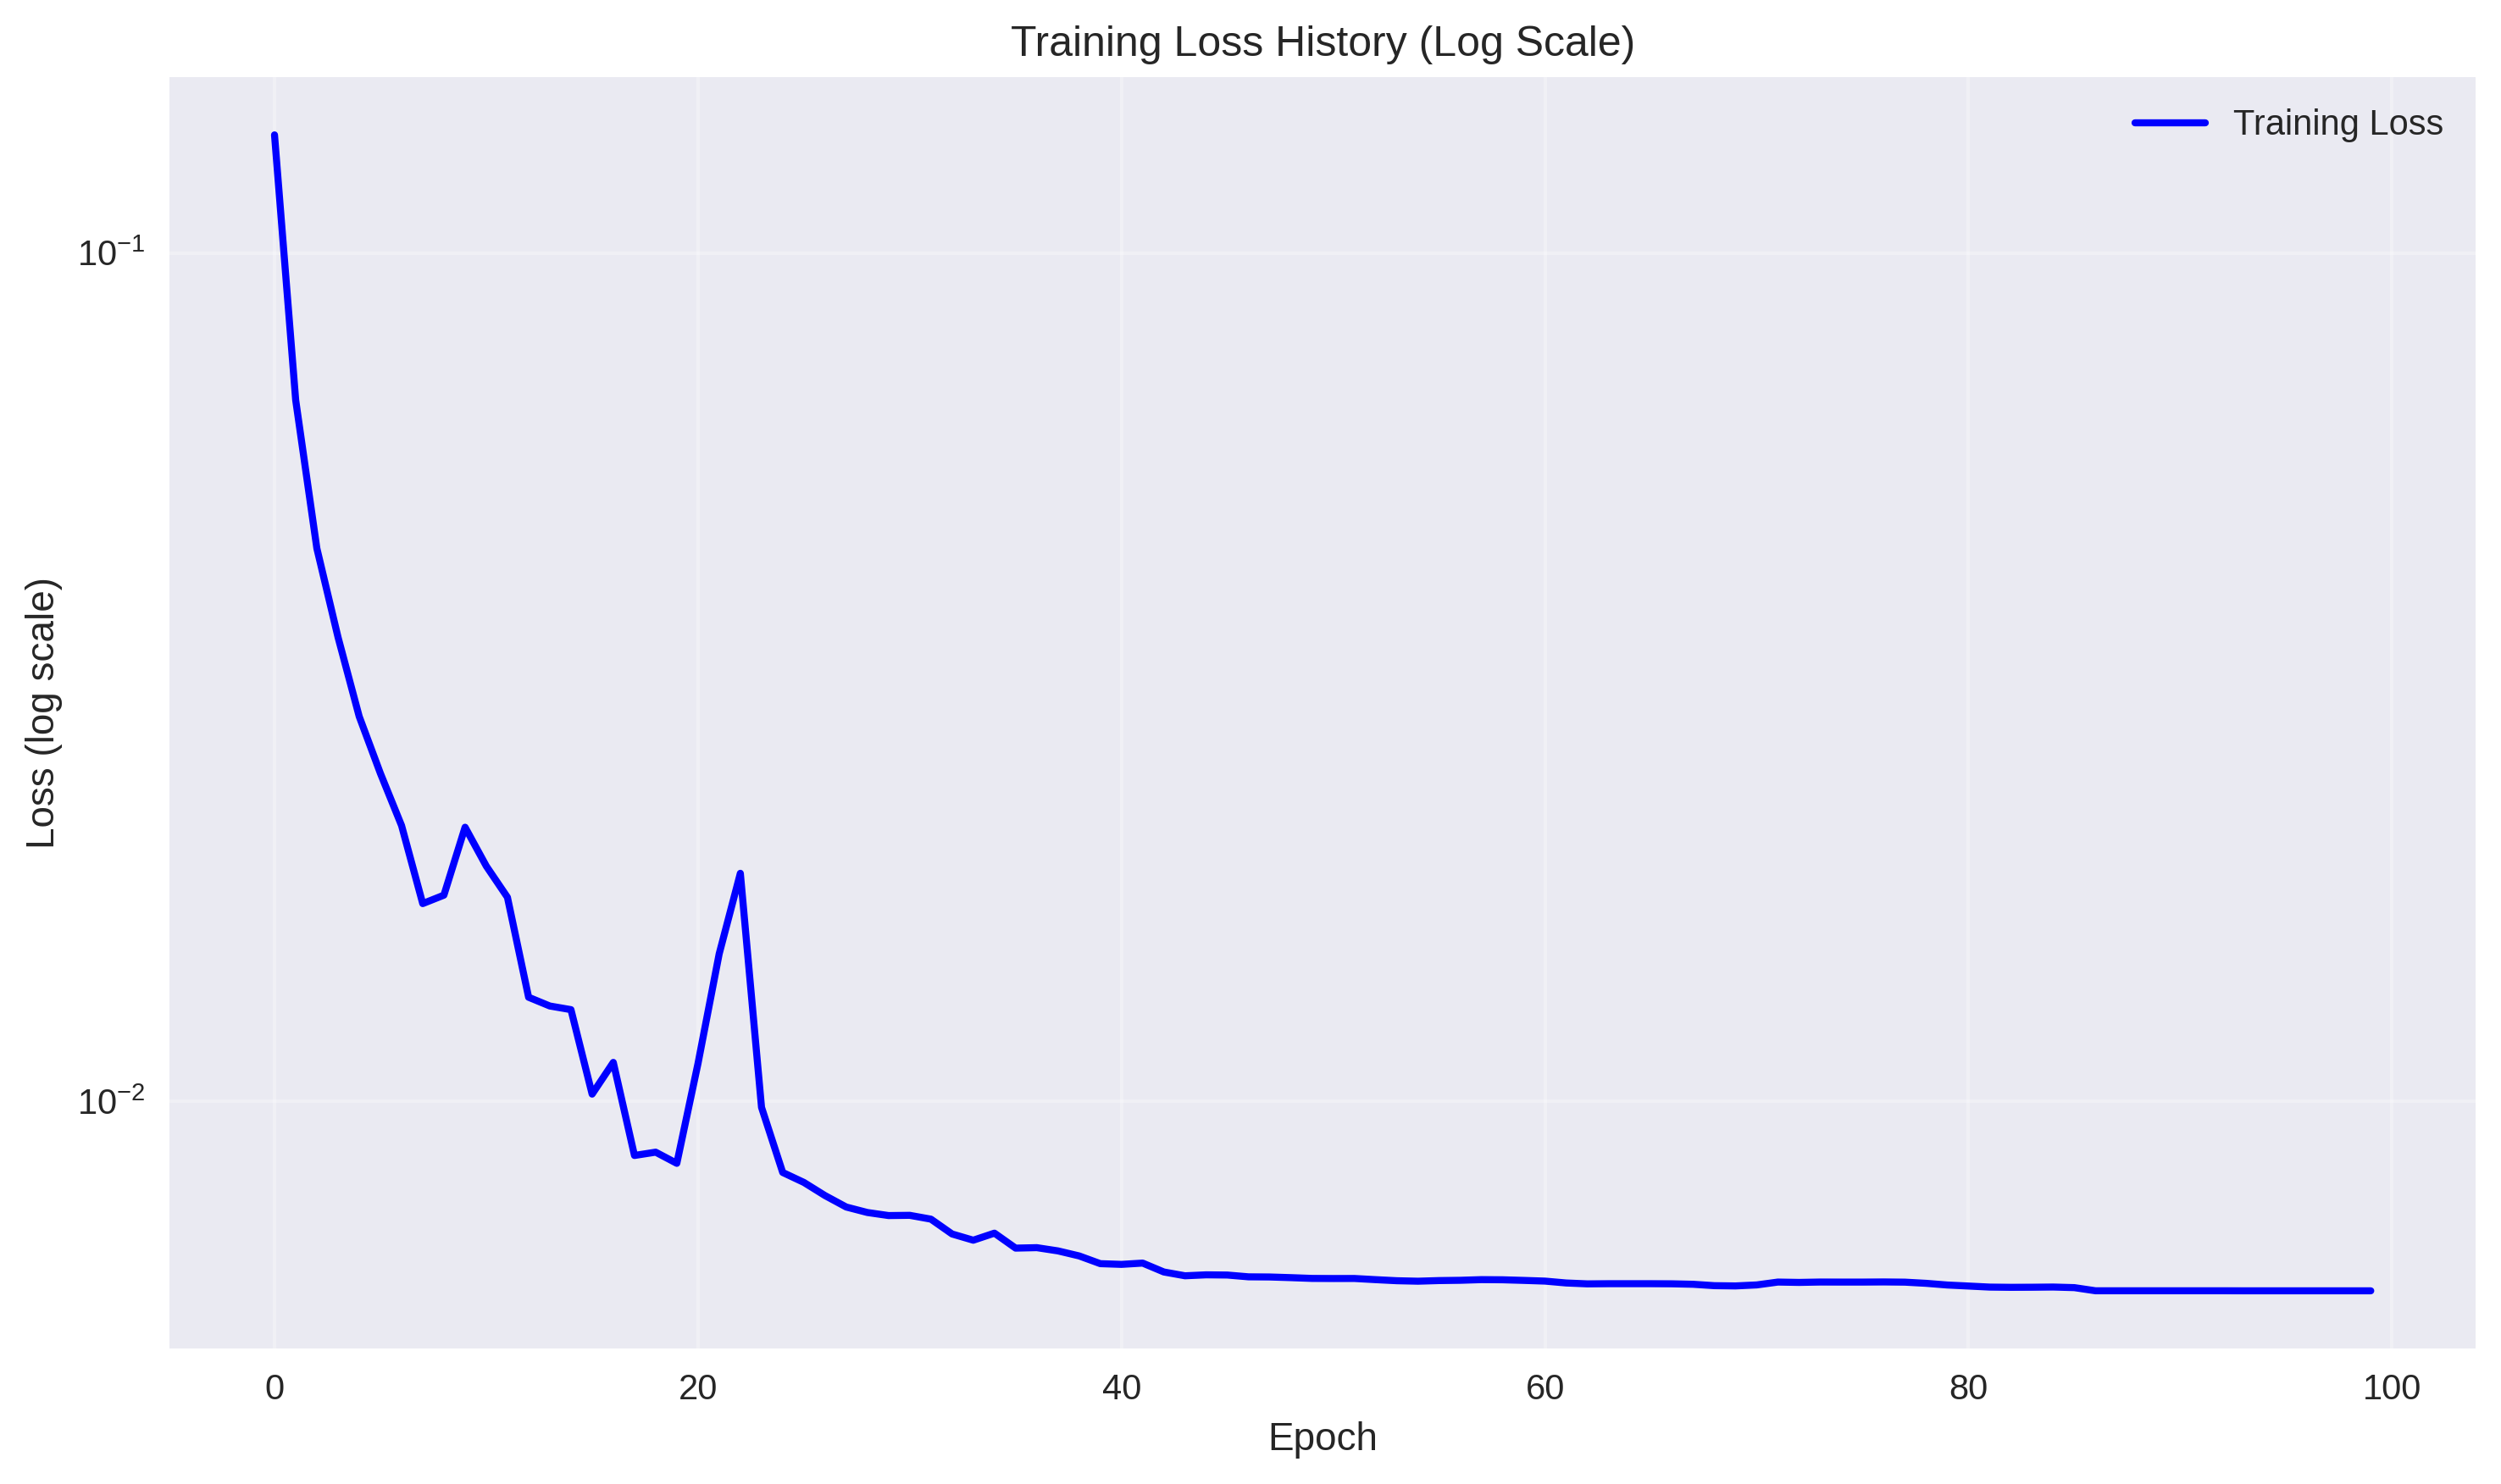 Training Loss History (Log Scale)
Training Loss
10⁻¹
10⁻²
Loss (log scale)
0 20 40 60 80 100
Epoch